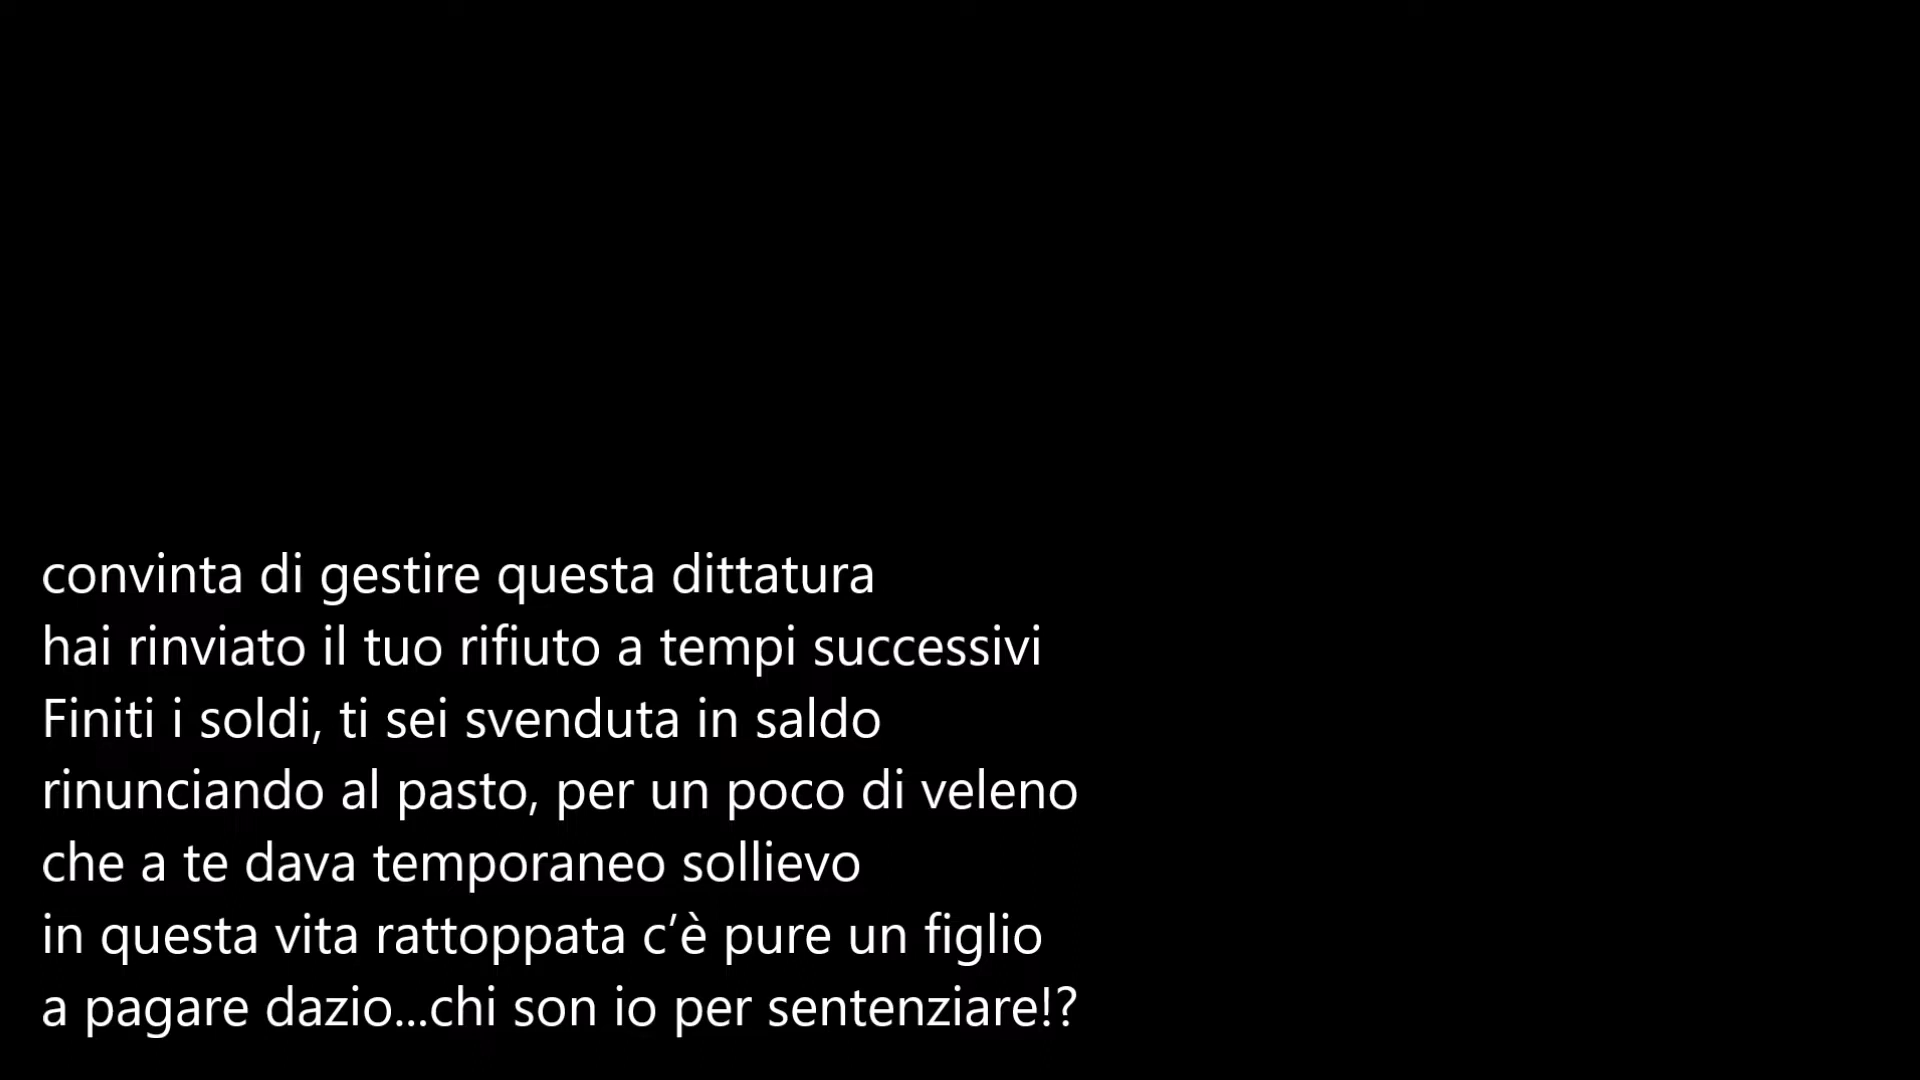 convinta di gestire questa dittatura
hai rinviato il tuo rifiuto a tempi successivi
Finiti i soldi, ti sei svenduta in saldo
rinunciando al pasto, per un poco di veleno
che a te dava temporaneo sollievo
in questa vita rattoppata c’è pure un figlio
a pagare dazio...chi son io per sentenziare!?